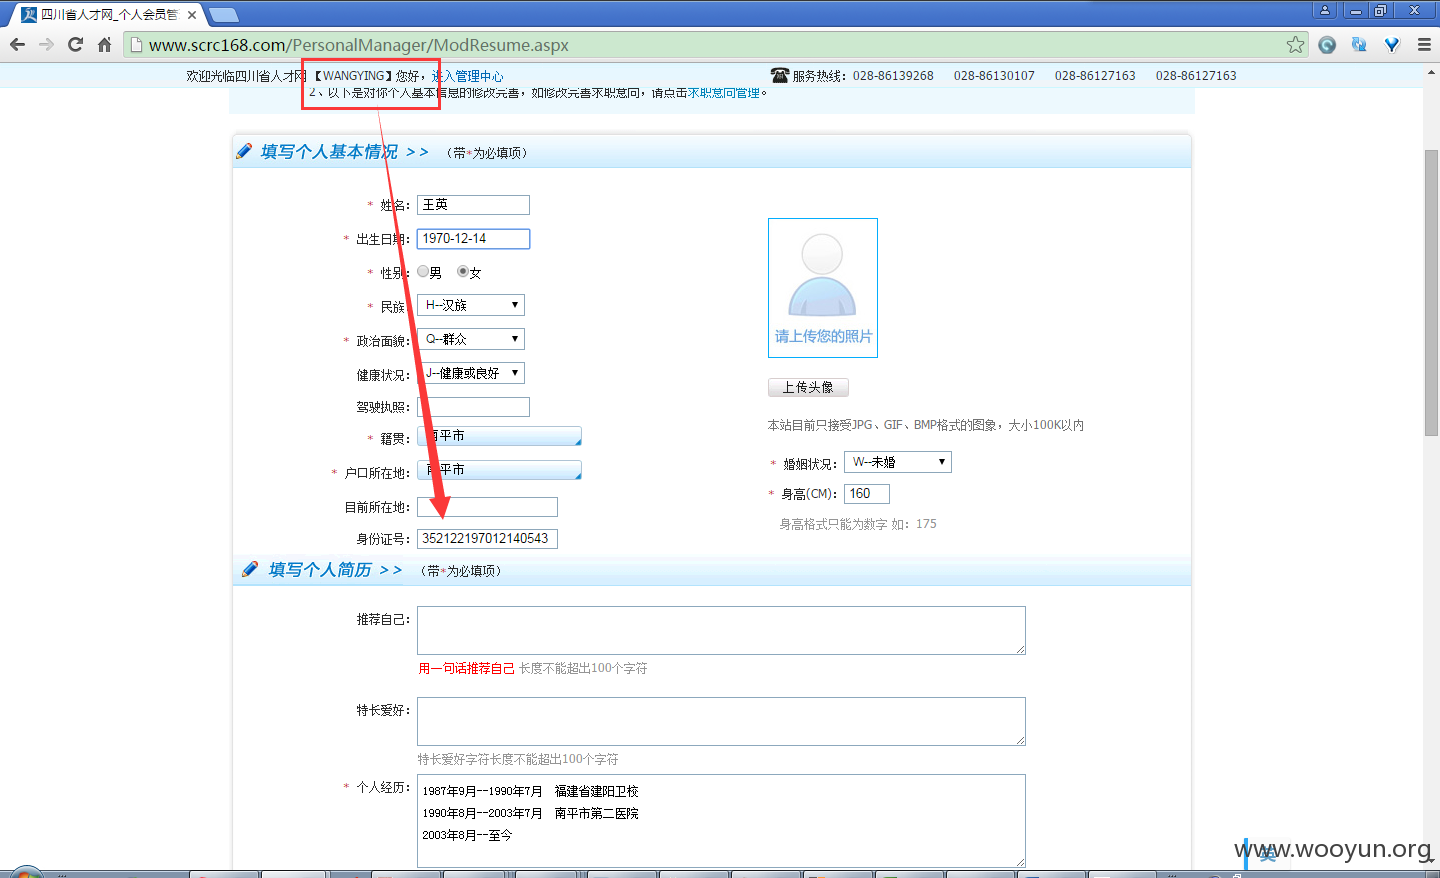 四川省人才网_个人会员管
www.scrc168.com/PersonalManager/ModResume.aspx
欢迎光临四川省人才网 【WANGYING】您好，进入管理中心
服务热线：028-86139268 028-86130107 028-86127163 028-86127163
2、以下是对你个人基本信息的修改完善，如修改完善求职意向，请点击求职意向管理。
填写个人基本情况 >> （带*为必填项）
* 姓名： 王英
* 出生日期： 1970-12-14
* 性别： 男 女
* 民族： H--汉族
* 政治面貌： Q--群众
健康状况： J--健康或良好
驾驶执照：
* 籍贯： 南平市
* 户口所在地： 南平市
目前所在地：
身份证号： 352122197012140543
请上传您的照片
上传头像
本站目前只接受JPG、GIF、BMP格式的图象，大小100K以内
* 婚姻状况： W--未婚
* 身高(CM)： 160
身高格式只能为数字 如：175
填写个人简历 >> （带*为必填项）
推荐自己：
用一句话推荐自己 长度不能超出100个字符
特长爱好：
特长爱好字符长度不能超出100个字符
* 个人经历：
1987年9月--1990年7月 福建省建阳卫校
1990年8月--2003年7月 南平市第二医院
2003年8月--至今
www.wooyun.org